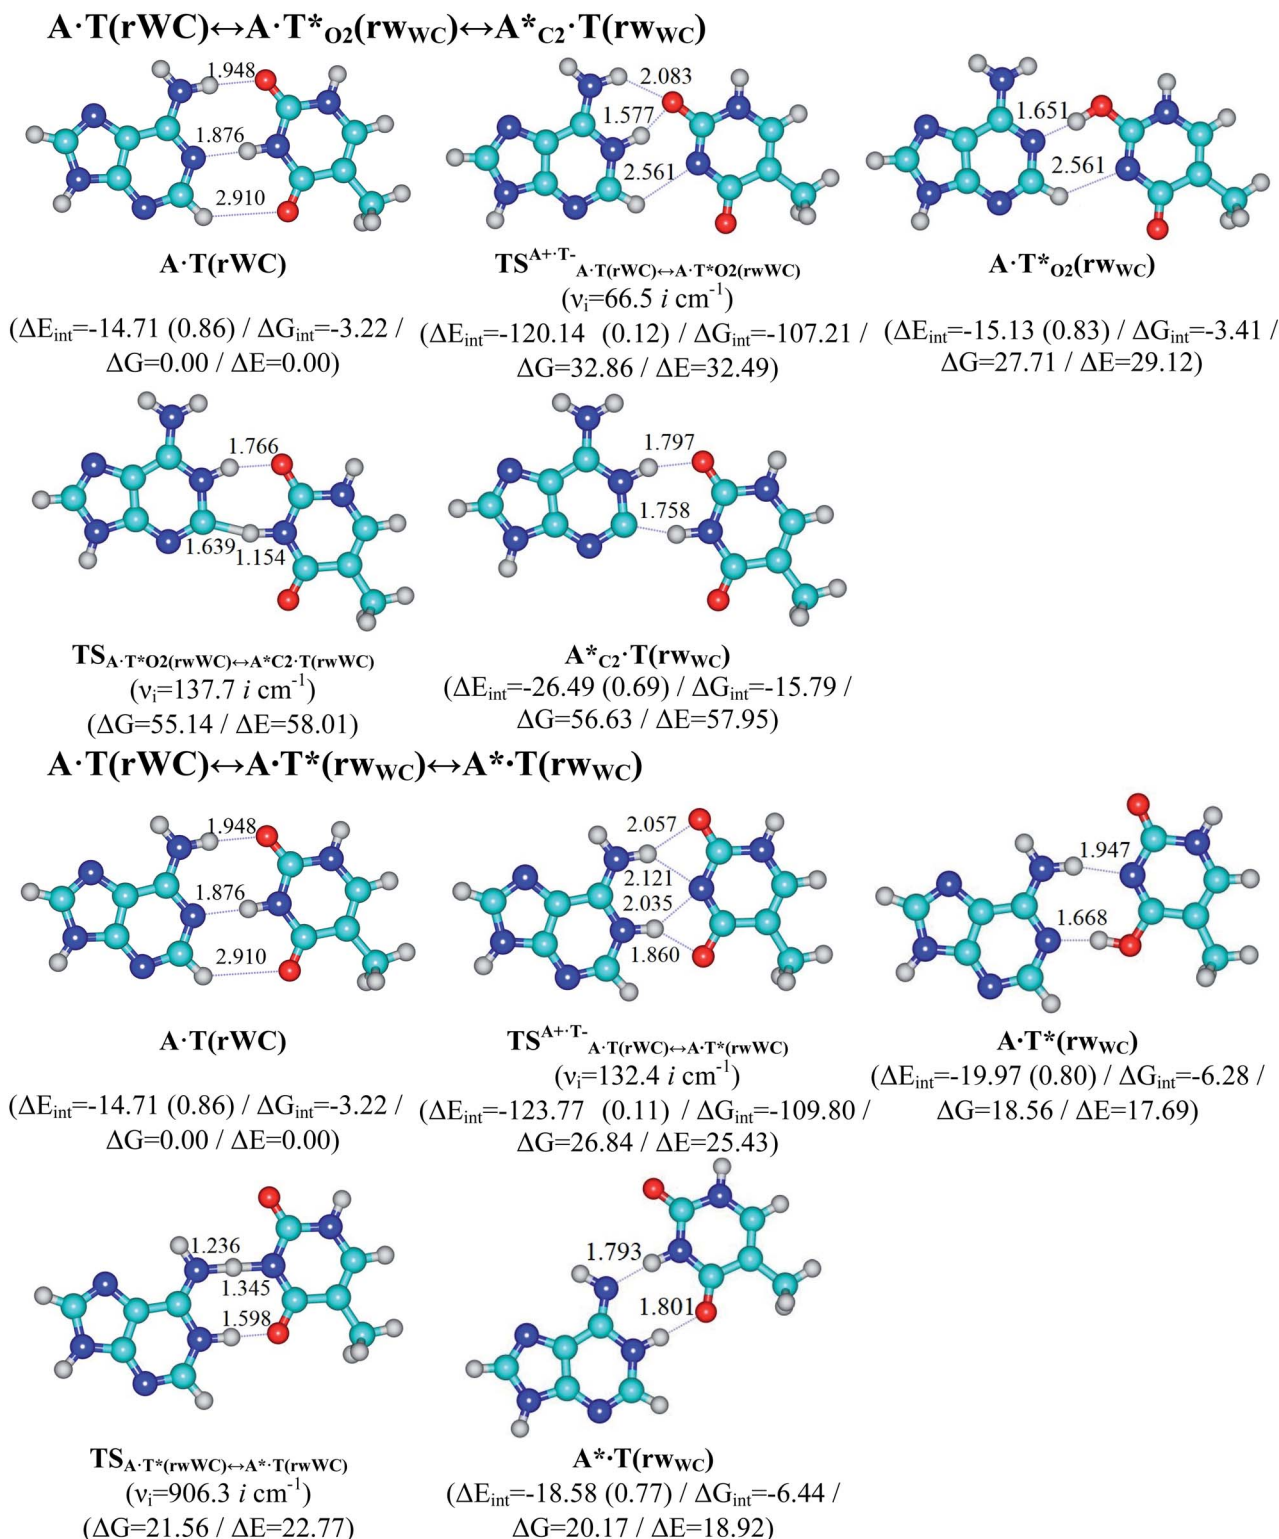 A·T(rWC)↔A·T*O2(rwWC)↔A*C2·T(rwWC)
1.948
1.876
2.910
2.083
1.577
2.561
1.651
2.561
A·T(rWC)
TS A+·T- A·T(rWC)↔A·T*O2(rwWC)
A·T*O2(rwWC)
(νi=66.5 i cm-1)
(ΔEint=-14.71 (0.86) / ΔGint=-3.22 /
ΔG=0.00 / ΔE=0.00)
(ΔEint=-120.14 (0.12) / ΔGint=-107.21 /
ΔG=32.86 / ΔE=32.49)
(ΔEint=-15.13 (0.83) / ΔGint=-3.41 /
ΔG=27.71 / ΔE=29.12)
1.766
1.639
1.154
1.797
1.758
TS A·T*O2(rwWC)↔A*C2·T(rwWC)
(νi=137.7 i cm-1)
(ΔG=55.14 / ΔE=58.01)
A*C2·T(rwWC)
(ΔEint=-26.49 (0.69) / ΔGint=-15.79 /
ΔG=56.63 / ΔE=57.95)
A·T(rWC)↔A·T*(rwWC)↔A*·T(rwWC)
1.948
1.876
2.910
2.057
2.121
2.035
1.860
1.947
1.668
A·T(rWC)
TS A+·T- A·T(rWC)↔A·T*(rwWC)
A·T*(rwWC)
(νi=132.4 i cm-1)
(ΔEint=-14.71 (0.86) / ΔGint=-3.22 /
ΔG=0.00 / ΔE=0.00)
(ΔEint=-123.77 (0.11) / ΔGint=-109.80 /
ΔG=26.84 / ΔE=25.43)
(ΔEint=-19.97 (0.80) / ΔGint=-6.28 /
ΔG=18.56 / ΔE=17.69)
1.236
1.345
1.598
1.793
1.801
TS A·T*(rwWC)↔A*·T(rwWC)
(νi=906.3 i cm-1)
(ΔG=21.56 / ΔE=22.77)
A*·T(rwWC)
(ΔEint=-18.58 (0.77) / ΔGint=-6.44 /
ΔG=20.17 / ΔE=18.92)